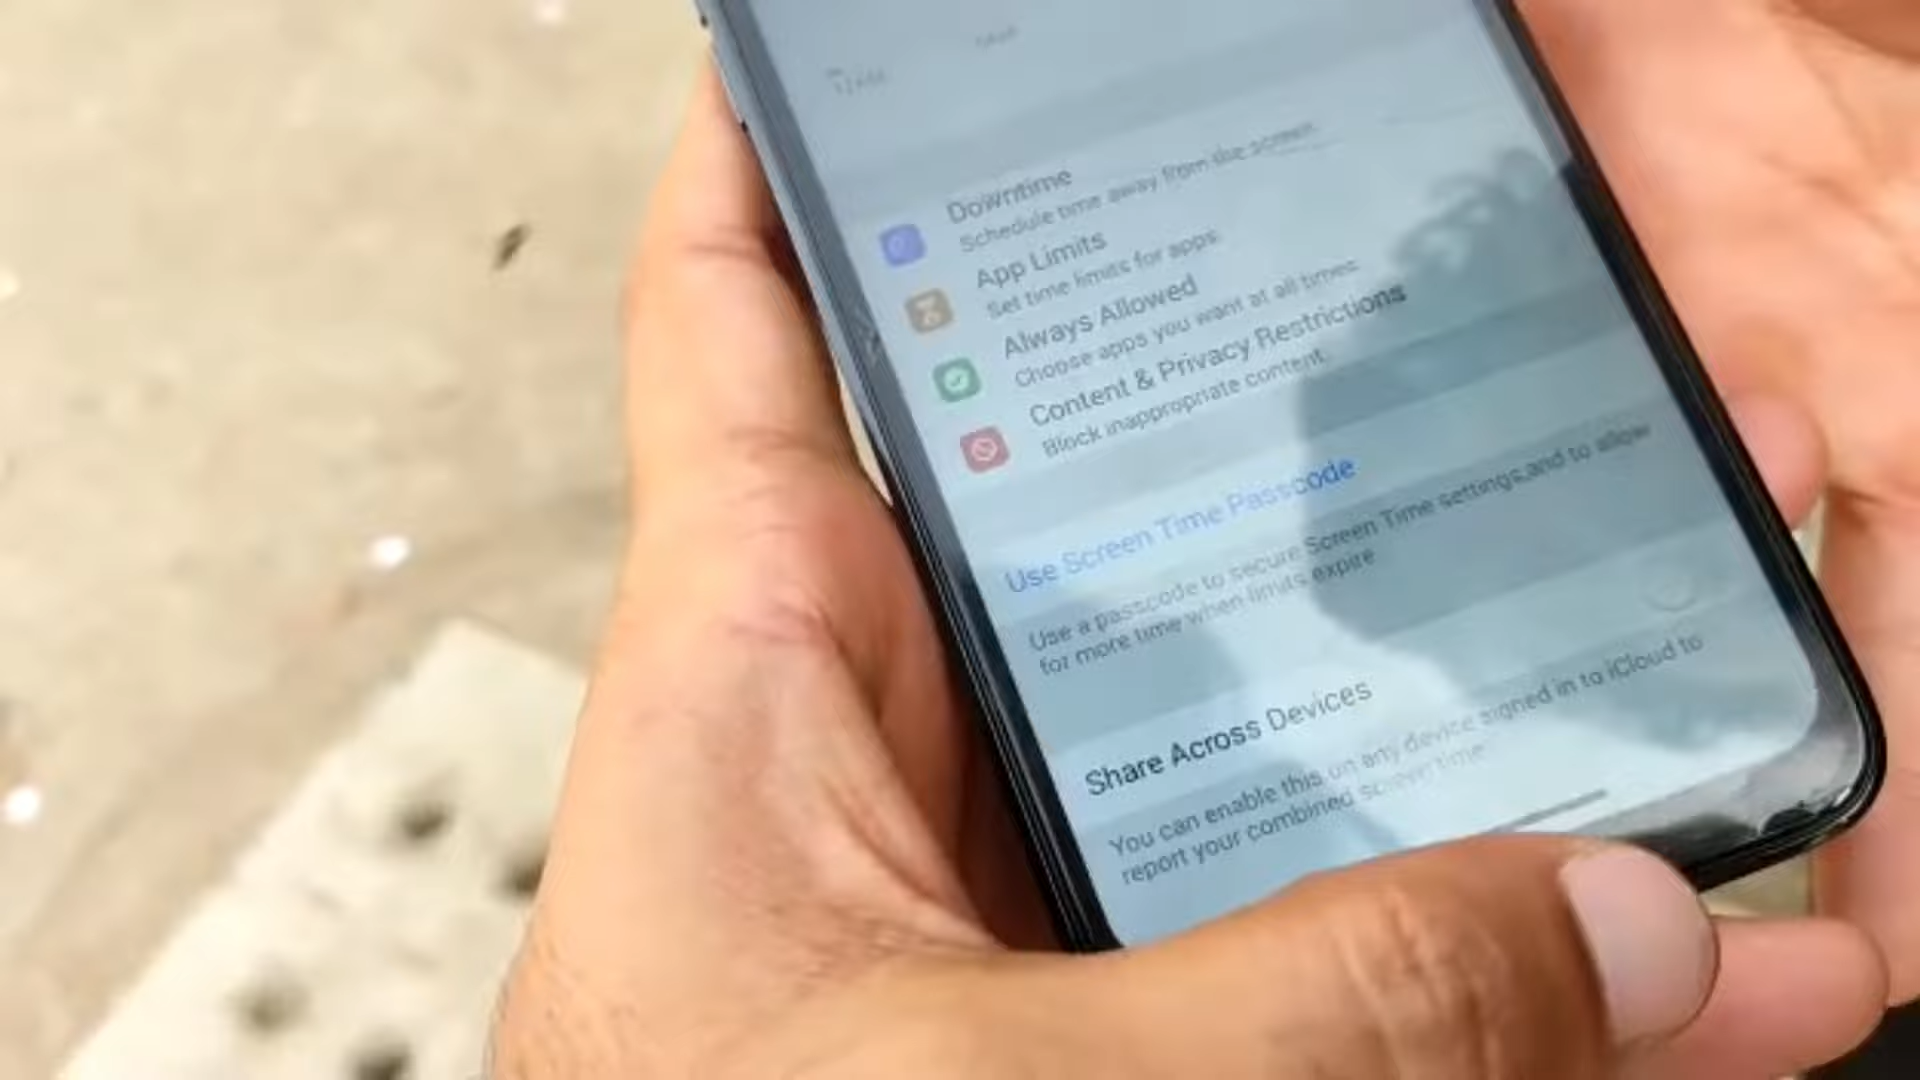 Downtime
Schedule time away from the screen.
App Limits
Set time limits for apps.
Always Allowed
Choose apps you want at all times.
Content & Privacy Restrictions
Block inappropriate content.
Use Screen Time Passcode
Use a passcode to secure Screen Time settings,and to allow
for more time when limits expire
Share Across Devices
You can enable this on any device signed in to iCloud to
report your combined screen time